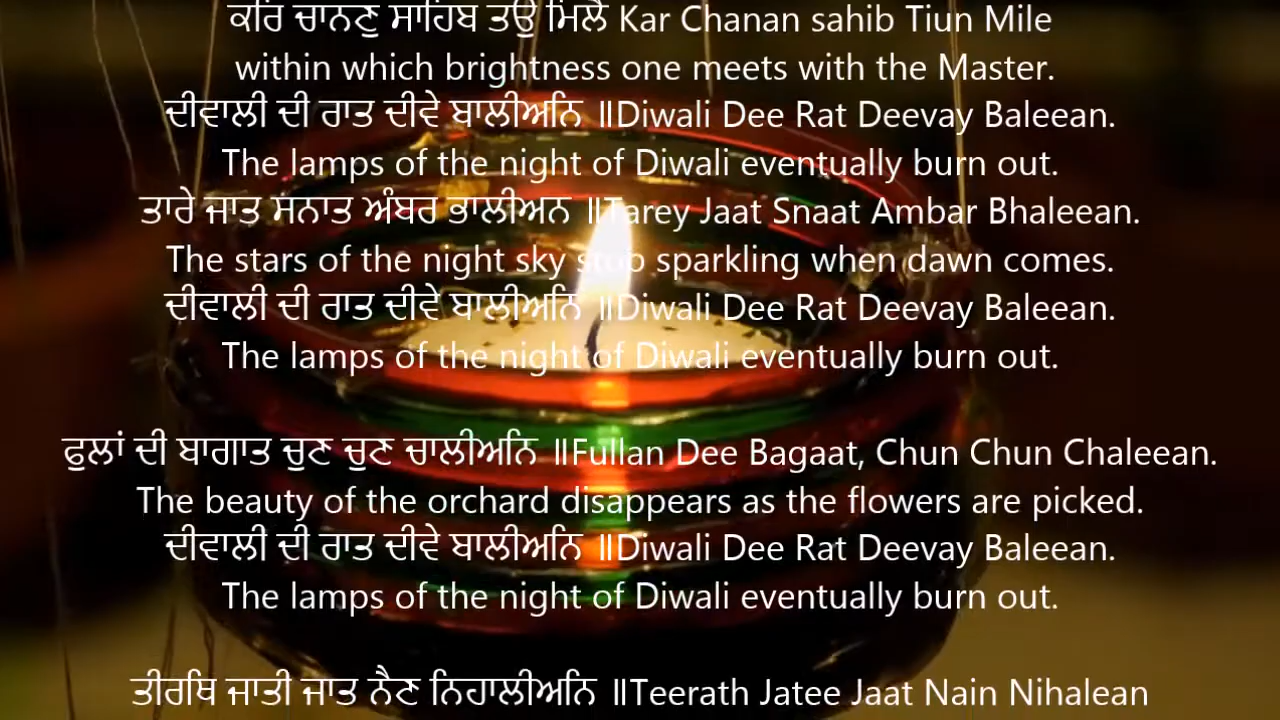 ਕਰਿ ਚਾਨਣੁ ਸਾਹਿਬ ਤਉ ਮਿਲੈ Kar Chanan sahib Tiun Mile
within which brightness one meets with the Master.
ਦੀਵਾਲੀ ਦੀ ਰਾਤ ਦੀਵੇ ਬਾਲੀਅਨਿ ॥Diwali Dee Rat Deevay Baleean.
The lamps of the night of Diwali eventually burn out.
ਤਾਰੇ ਜਾਤ ਸਨਾਤ ਅੰਬਰ ਭਾਲੀਅਨ ॥Tarey Jaat Snaat Ambar Bhaleean.
The stars of the night sky stop sparkling when dawn comes.
ਦੀਵਾਲੀ ਦੀ ਰਾਤ ਦੀਵੇ ਬਾਲੀਅਨਿ ॥Diwali Dee Rat Deevay Baleean.
The lamps of the night of Diwali eventually burn out.
ਫੁਲਾਂ ਦੀ ਬਾਗਾਤ ਚੁਣ ਚੁਣ ਚਾਲੀਅਨਿ ॥Fullan Dee Bagaat, Chun Chun Chaleean.
The beauty of the orchard disappears as the flowers are picked.
ਦੀਵਾਲੀ ਦੀ ਰਾਤ ਦੀਵੇ ਬਾਲੀਅਨਿ ॥Diwali Dee Rat Deevay Baleean.
The lamps of the night of Diwali eventually burn out.
ਤੀਰਥਿ ਜਾਤੀ ਜਾਤ ਨੈਣ ਨਿਹਾਲੀਅਨਿ ॥Teerath Jatee Jaat Nain Nihalean